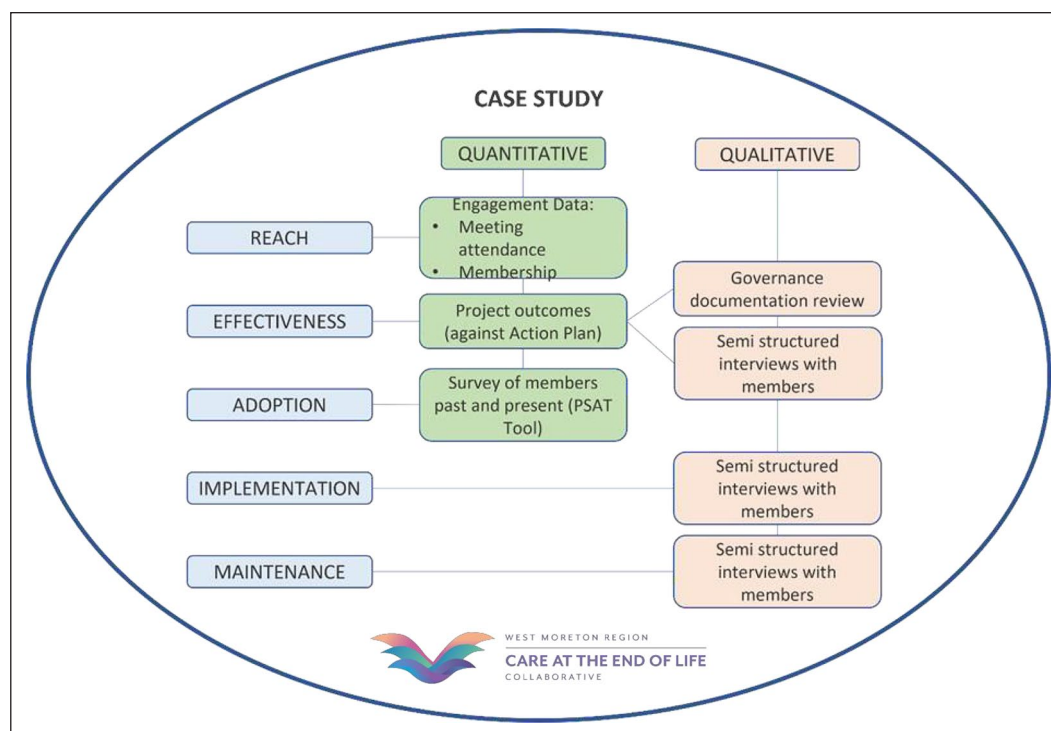 CASE STUDY
QUANTITATIVE
QUALITATIVE
REACH
Engagement Data:
• Meeting
attendance
• Membership
Governance
documentation review
EFFECTIVENESS
Project outcomes
(against Action Plan)
Semi structured
interviews with
members
ADOPTION
Survey of members
past and present (PSAT
Tool)
IMPLEMENTATION
Semi structured
interviews with
members
MAINTENANCE
Semi structured
interviews with
members
WEST MORETON REGION
CARE AT THE END OF LIFE
COLLABORATIVE